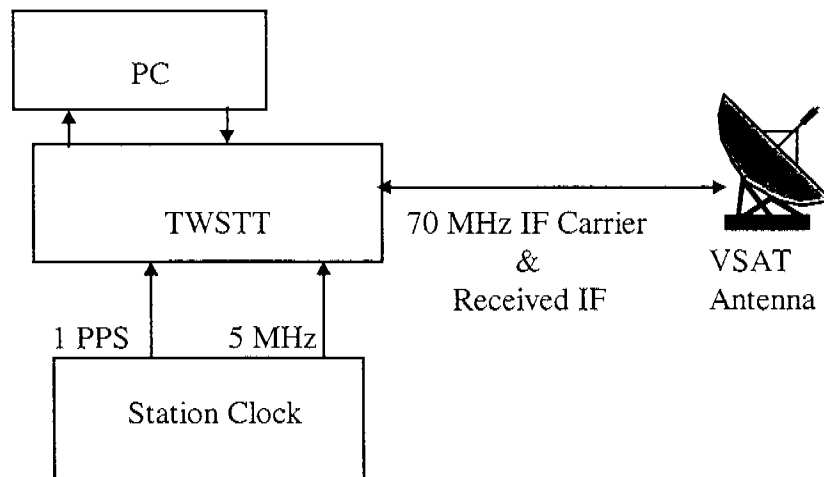 PC
TWSTT
70 MHz IF Carrier
&
Received IF
VSAT
Antenna
1 PPS
5 MHz
Station Clock